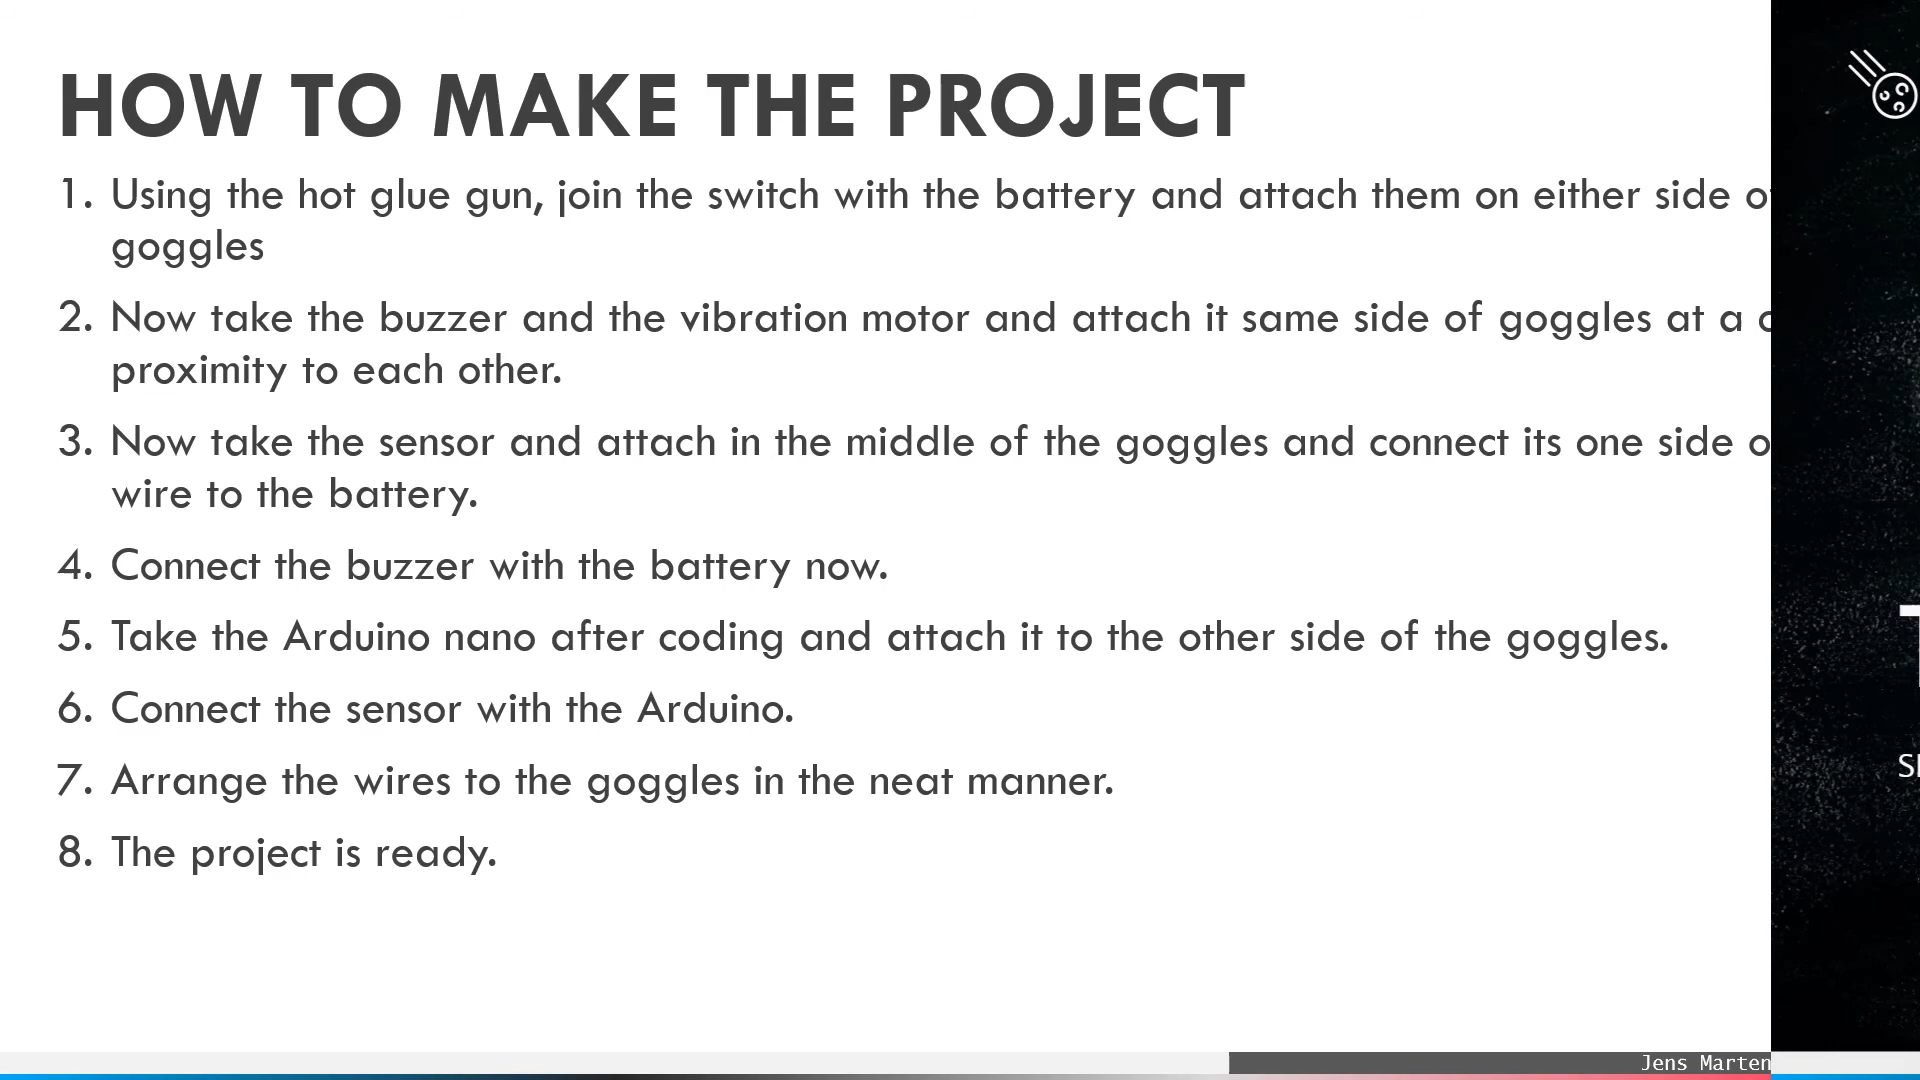 HOW TO MAKE THE PROJECT
1. Using the hot glue gun, join the switch with the battery and attach them on either side
goggles
2. Now take the buzzer and the vibration motor and attach it same side of goggles at a
proximity to each other.
3. Now take the sensor and attach in the middle of the goggles and connect its one side
wire to the battery.
4. Connect the buzzer with the battery now.
5. Take the Arduino nano after coding and attach it to the other side of the goggles.
6. Connect the sensor with the Arduino.
7. Arrange the wires to the goggles in the neat manner.
8. The project is ready.
Jens Marten